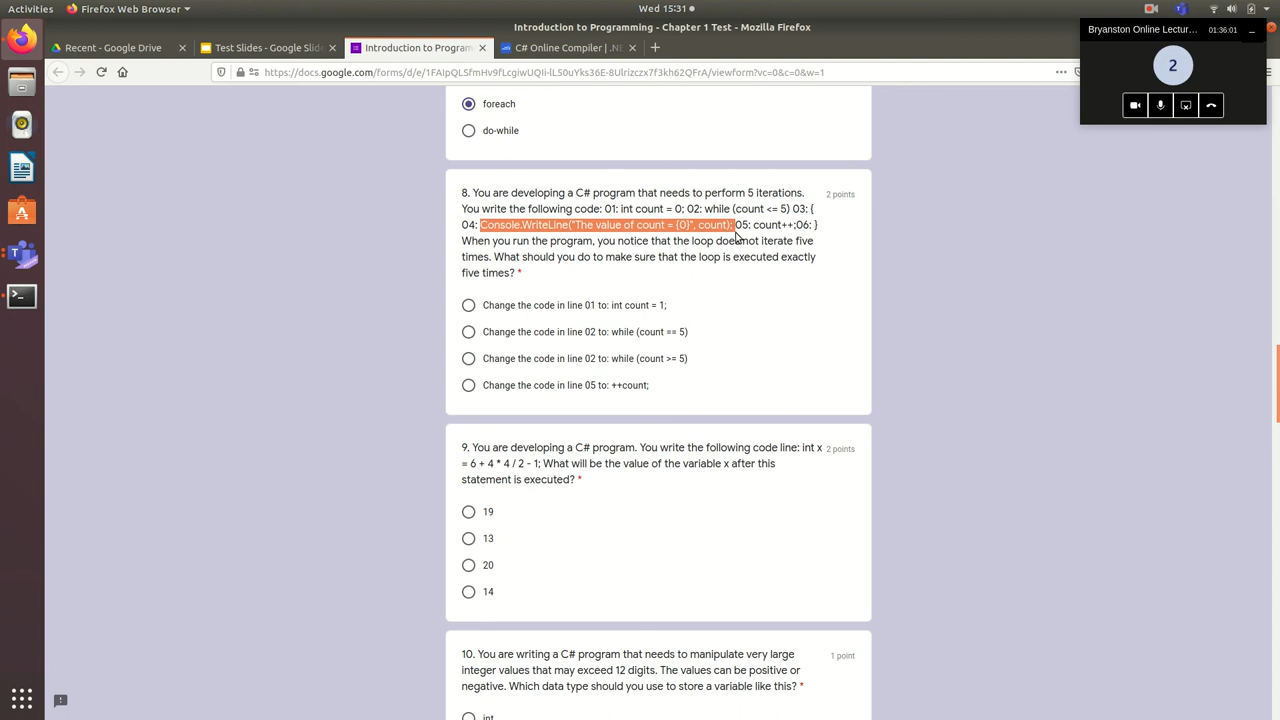 Activities
Firefox Web Browser
Wed 15:31
Introduction to Programming - Chapter 1 Test - Mozilla Firefox
Bryanston Online Lectur...
01:36:01
Recent - Google Drive
Test Slides - Google Slid
Introduction to Program
C# Online Compiler | .NE
https://docs.google.com/forms/d/e/
/viewform?vc=0&c=0&w=1
2
foreach
do-while
8. You are developing a C# program that needs to perform 5 iterations.
2 points
You write the following code: 01: int count = 0; 02: while (count <= 5) 03: {
04: Console.WriteLine("The value of count = {0}", count); 05: count++;06: }
When you run the program, you notice that the loop does not iterate five
times. What should you do to make sure that the loop is executed exactly
five times? *
Change the code in line 01 to: int count = 1;
Change the code in line 02 to: while (count == 5)
Change the code in line 02 to: while (count >= 5)
Change the code in line 05 to: ++count;
9. You are developing a C# program. You write the following code line: int x
2 points
= 6 + 4 * 4 / 2 - 1; What will be the value of the variable x after this
statement is executed? *
19
13
20
14
10. You are writing a C# program that needs to manipulate very large
1 point
integer values that may exceed 12 digits. The values can be positive or
negative. Which data type should you use to store a variable like this? *
int